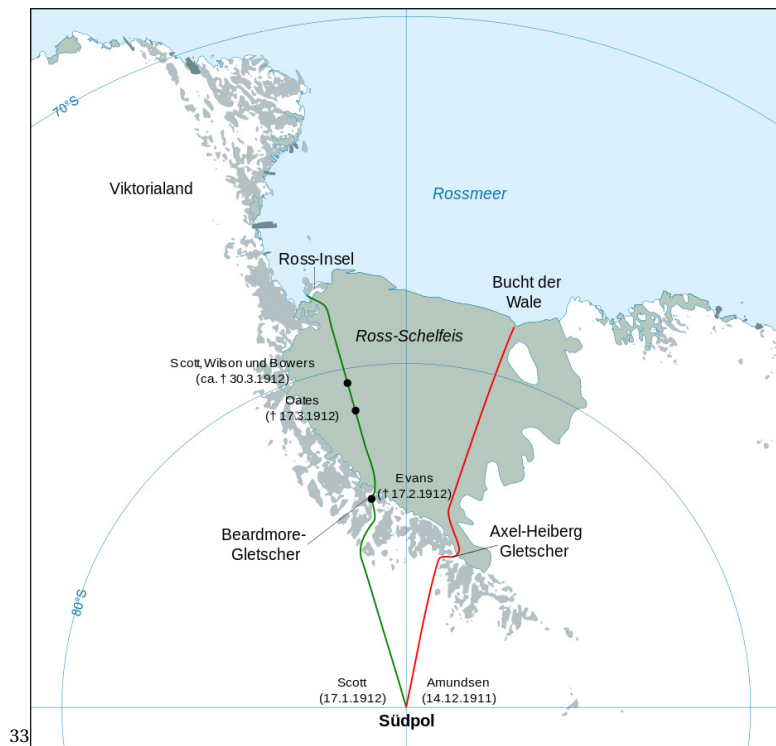 70°S
Viktorialand
Rossmeer
Ross-Insel
Bucht der
Wale
Ross-Schelfeis
Scott, Wilson und Bowers
(ca. † 30.3.1912)
Oates
(† 17.3.1912)
Evans
(† 17.2.1912)
Beardmore-
Gletscher
Axel-Heiberg
Gletscher
80°S
Scott
(17.1.1912)
Amundsen
(14.12.1911)
Südpol
33